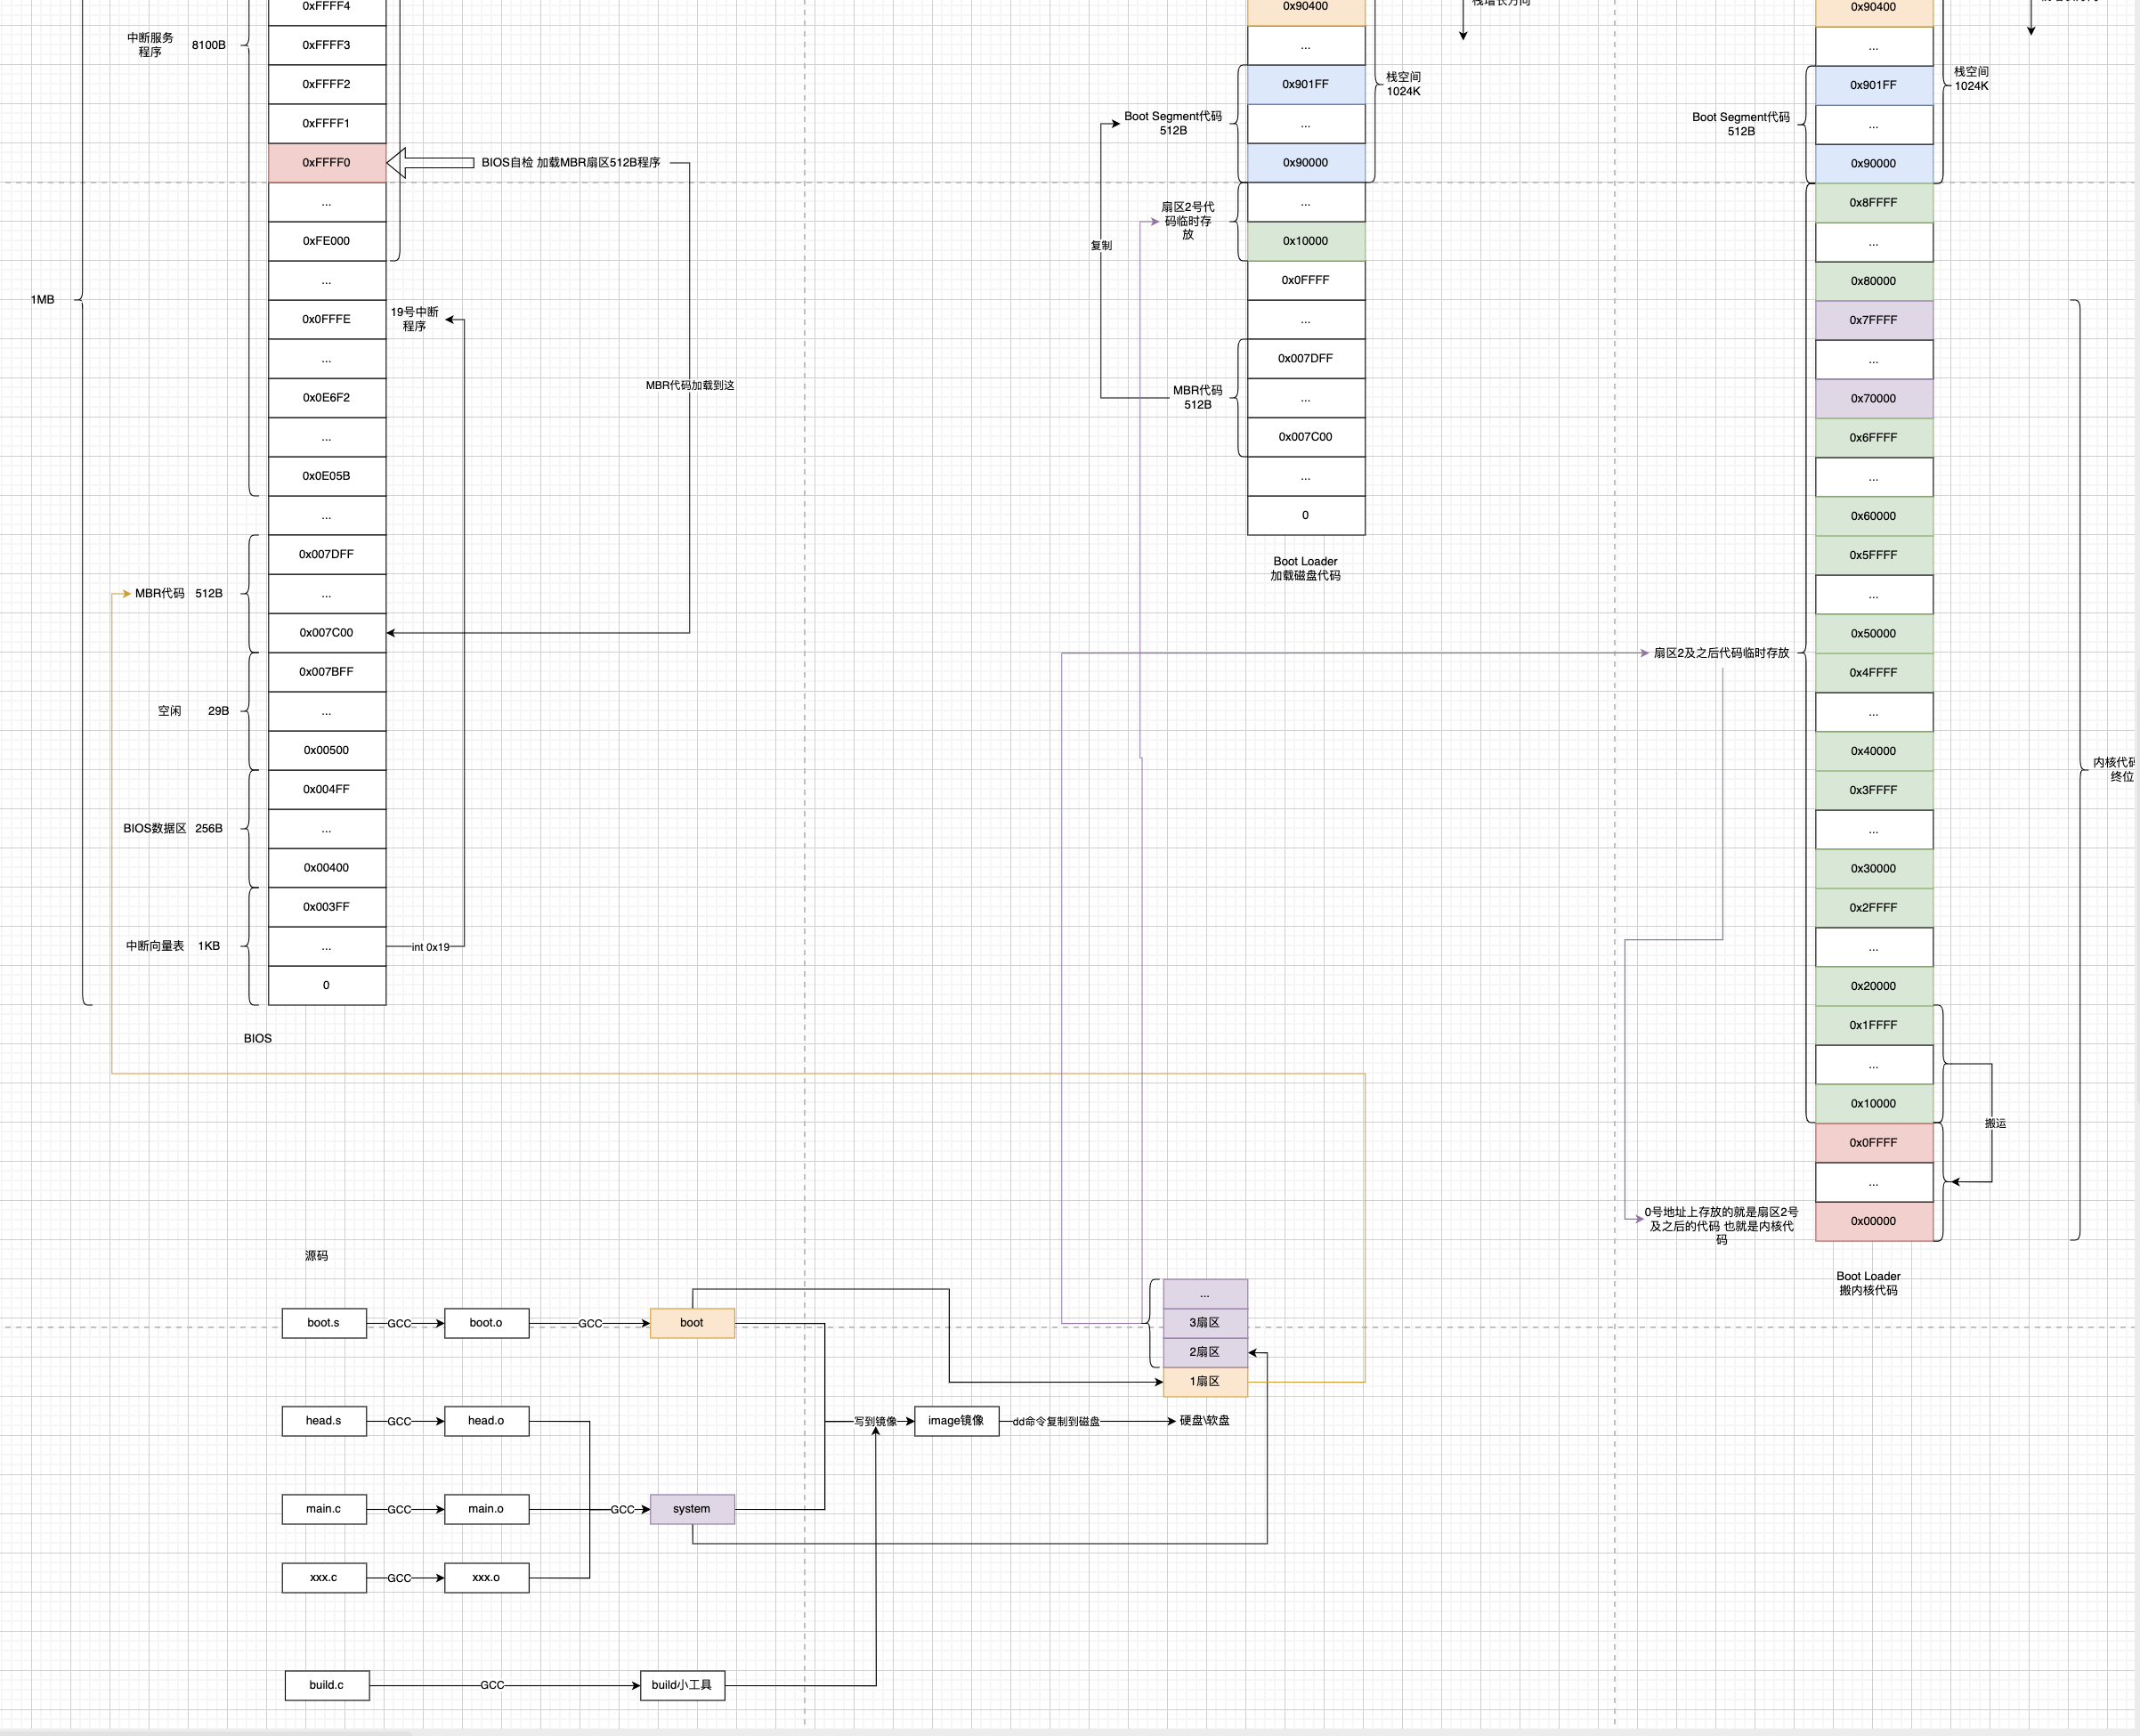 0xFFFF4
中断服务
程序
8100B
0xFFFF3
0xFFFF2
0xFFFF1
0xFFFF0
BIOS自检 加载MBR扇区512B程序
...
0xFE000
...
1MB
0x0FFFE
19号中断
程序
...
MBR代码加载到这
0x0E6F2
...
0x0E05B
...
0x007DFF
MBR代码 512B
...
0x007C00
0x007BFF
空闲 29B
...
0x00500
0x004FF
BIOS数据区 256B
...
0x00400
0x003FF
中断向量表 1KB
...
int 0x19
0
BIOS
0x90400
...
0x901FF
栈空间
1024K
Boot Segment代码
512B
...
0x90000
...
扇区2号代
码临时存
放
复制
0x10000
0x0FFFF
...
0x007DFF
MBR代码
512B
...
0x007C00
...
0
Boot Loader
加载磁盘代码
0x90400
...
0x901FF
栈空间
1024K
Boot Segment代码
512B
...
0x90000
0x8FFFF
...
0x80000
0x7FFFF
...
0x70000
0x6FFFF
...
0x60000
0x5FFFF
...
0x50000
扇区2及之后代码临时存放
0x4FFFF
...
0x40000
内核代码
终位
0x3FFFF
...
0x30000
0x2FFFF
...
0x20000
0x1FFFF
...
0x10000
搬运
0x0FFFF
...
0x00000
0号地址上存放的就是扇区2号
及之后的代码 也就是内核代
码
Boot Loader
搬内核代码
源码
boot.s
GCC
boot.o
GCC
boot
...
3扇区
2扇区
1扇区
head.s
GCC
head.o
写到镜像
image镜像
dd命令复制到磁盘
硬盘\软盘
main.c
GCC
main.o
GCC
system
xxx.c
GCC
xxx.o
build.c
GCC
build小工具